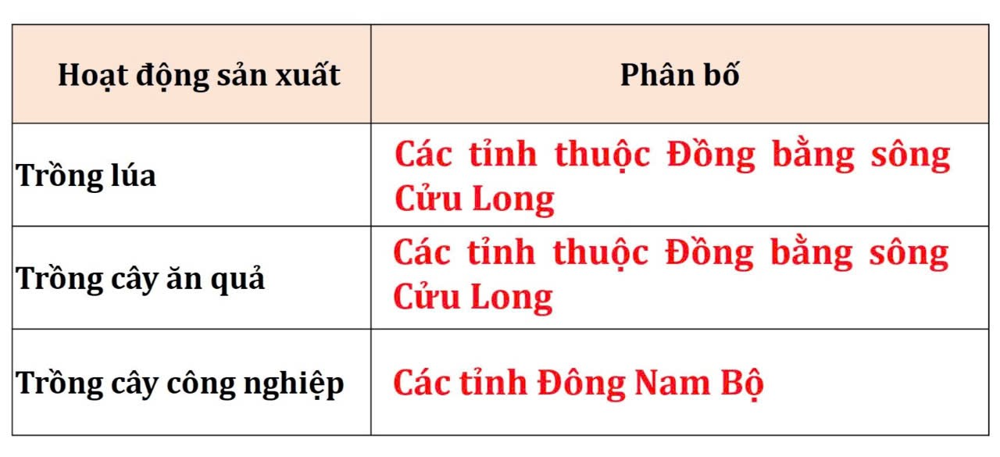 Hoạt động sản xuất
Phân bố
Trồng lúa
Các tỉnh thuộc Đồng bằng sông
Cửu Long
Trồng cây ăn quả
Các tỉnh thuộc Đồng bằng sông
Cửu Long
Trồng cây công nghiệp
Các tỉnh Đông Nam Bộ